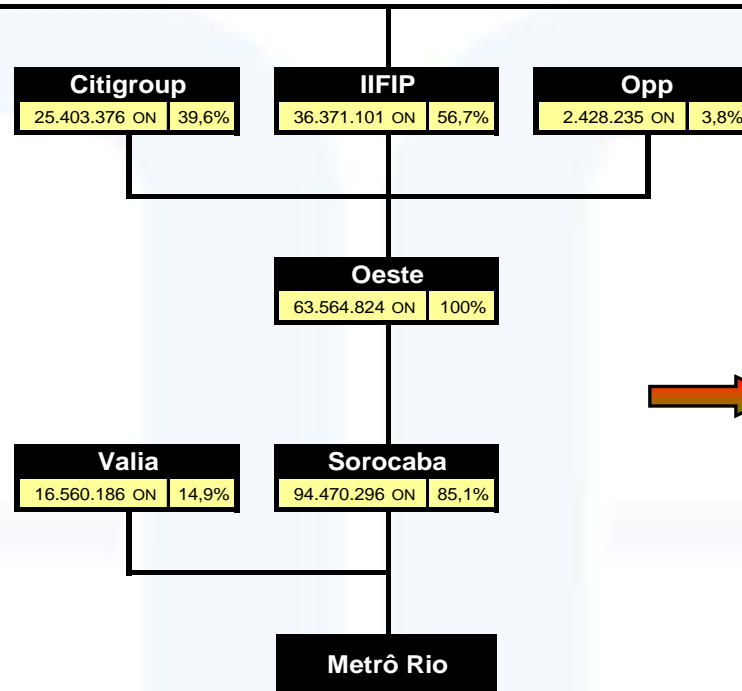 Citigroup
25.403.376 ON 39,6%
IIFIP
36.371.101 ON 56,7%
Opp
2.428.235 ON 3,8%
Oeste
63.564.824 ON 100%
Valia
16.560.186 ON 14,9%
Sorocaba
94.470.296 ON 85,1%
Metrô Rio